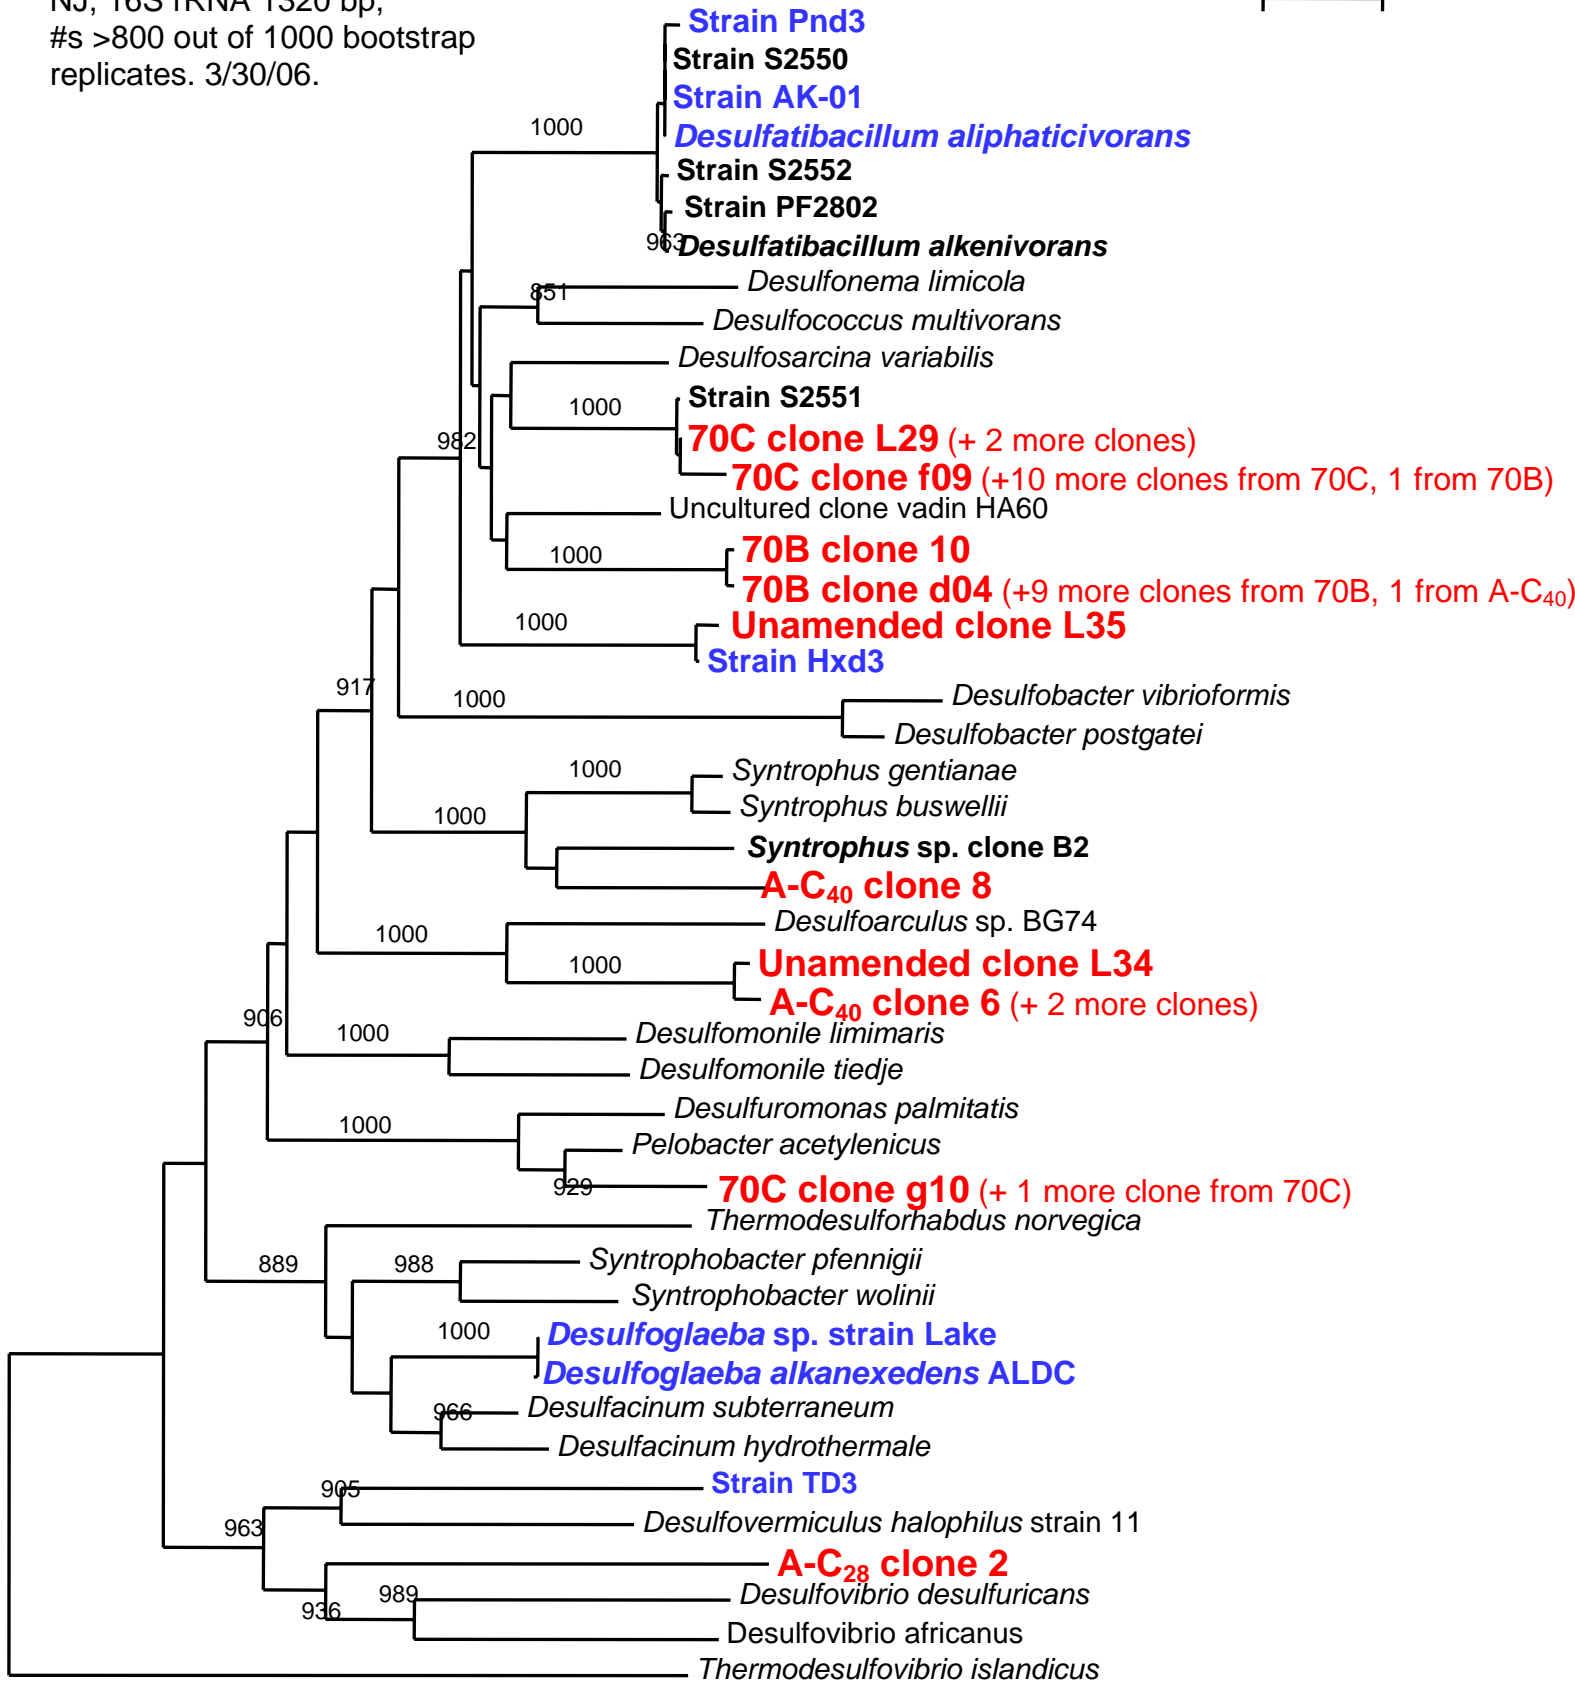 NJ, 16S rRNA 1320 bp,
#s >800 out of 1000 bootstrap
replicates. 3/30/06.
Strain Pnd3
Strain S2550
Strain AK-01
1000
Desulfatibacillum aliphaticivorans
Strain S2552
Strain PF2802
963
Desulfatibacillum alkenivorans
Desulfonema limicola
851
Desulfococcus multivorans
Desulfosarcina variabilis
Strain S2551
1000
982
70C clone L29 (+ 2 more clones)
70C clone f09 (+10 more clones from 70C, 1 from 70B)
Uncultured clone vadin HA60
70B clone 10
1000
70B clone d04 (+9 more clones from 70B, 1 from A-C40)
1000
Unamended clone L35
Strain Hxd3
917
1000
Desulfobacter vibrioformis
Desulfobacter postgatei
1000
Syntrophus gentianae
Syntrophus buswellii
1000
Syntrophus sp. clone B2
A-C40 clone 8
Desulfoarculus sp. BG74
1000
1000
Unamended clone L34
A-C40 clone 6 (+ 2 more clones)
906
1000
Desulfomonile limimaris
Desulfomonile tiedje
Desulfuromonas palmitatis
1000
Pelobacter acetylenicus
929
70C clone g10 (+ 1 more clone from 70C)
Thermodesulforhabdus norvegica
889
988
Syntrophobacter pfennigii
Syntrophobacter wolinii
1000
Desulfoglaeba sp. strain Lake
Desulfoglaeba alkanexedens ALDC
966
Desulfacinum subterraneum
Desulfacinum hydrothermale
905
Strain TD3
963
Desulfovermiculus halophilus strain 11
A-C28 clone 2
989
Desulfovibrio desulfuricans
936
Desulfovibrio africanus
Thermodesulfovibrio islandicus